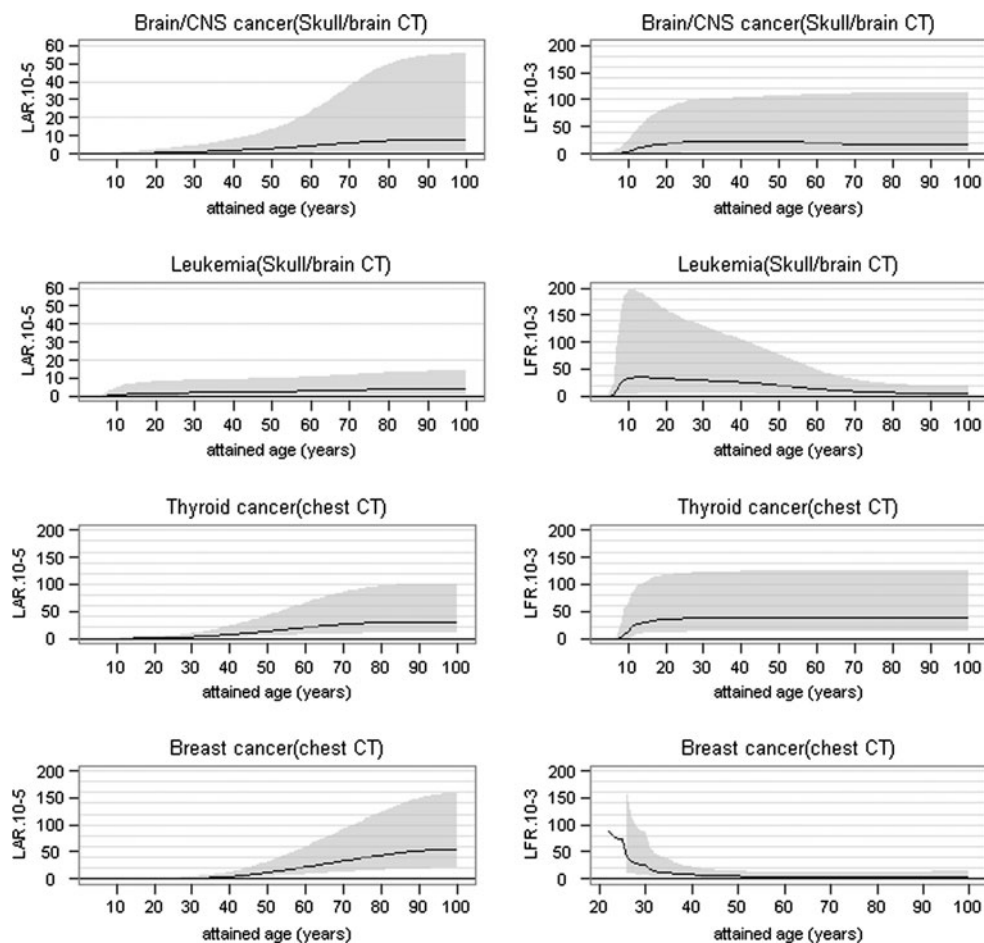 Brain/CNS cancer(Skull/brain CT)
LAR.10-5
60
50
40
30
20
10
0
10 20 30 40 50 60 70 80 90 100
attained age (years)
Brain/CNS cancer(Skull/brain CT)
LFR.10-3
200
150
100
50
0
10 20 30 40 50 60 70 80 90 100
attained age (years)
Leukemia(Skull/brain CT)
LAR.10-5
60
50
40
30
20
10
0
10 20 30 40 50 60 70 80 90 100
attained age (years)
Leukemia(Skull/brain CT)
LFR.10-3
200
150
100
50
0
10 20 30 40 50 60 70 80 90 100
attained age (years)
Thyroid cancer(chest CT)
LAR.10-5
200
150
100
50
0
10 20 30 40 50 60 70 80 90 100
attained age (years)
Thyroid cancer(chest CT)
LFR.10-3
200
150
100
50
0
10 20 30 40 50 60 70 80 90 100
attained age (years)
Breast cancer(chest CT)
LAR.10-5
200
150
100
50
0
10 20 30 40 50 60 70 80 90 100
attained age (years)
Breast cancer(chest CT)
LFR.10-3
200
150
100
50
0
20 30 40 50 60 70 80 90 100
attained age (years)